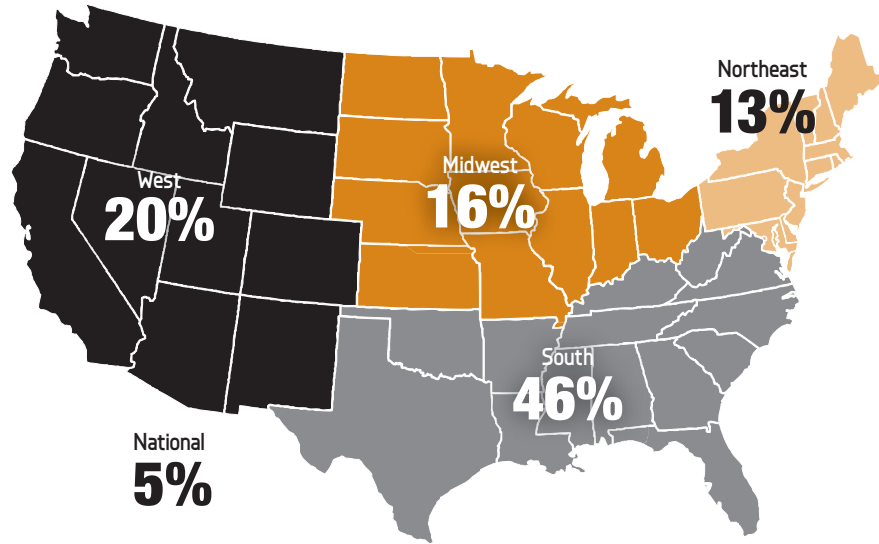 Northeast
13%
Midwest
16%
West
20%
South
46%
National
5%